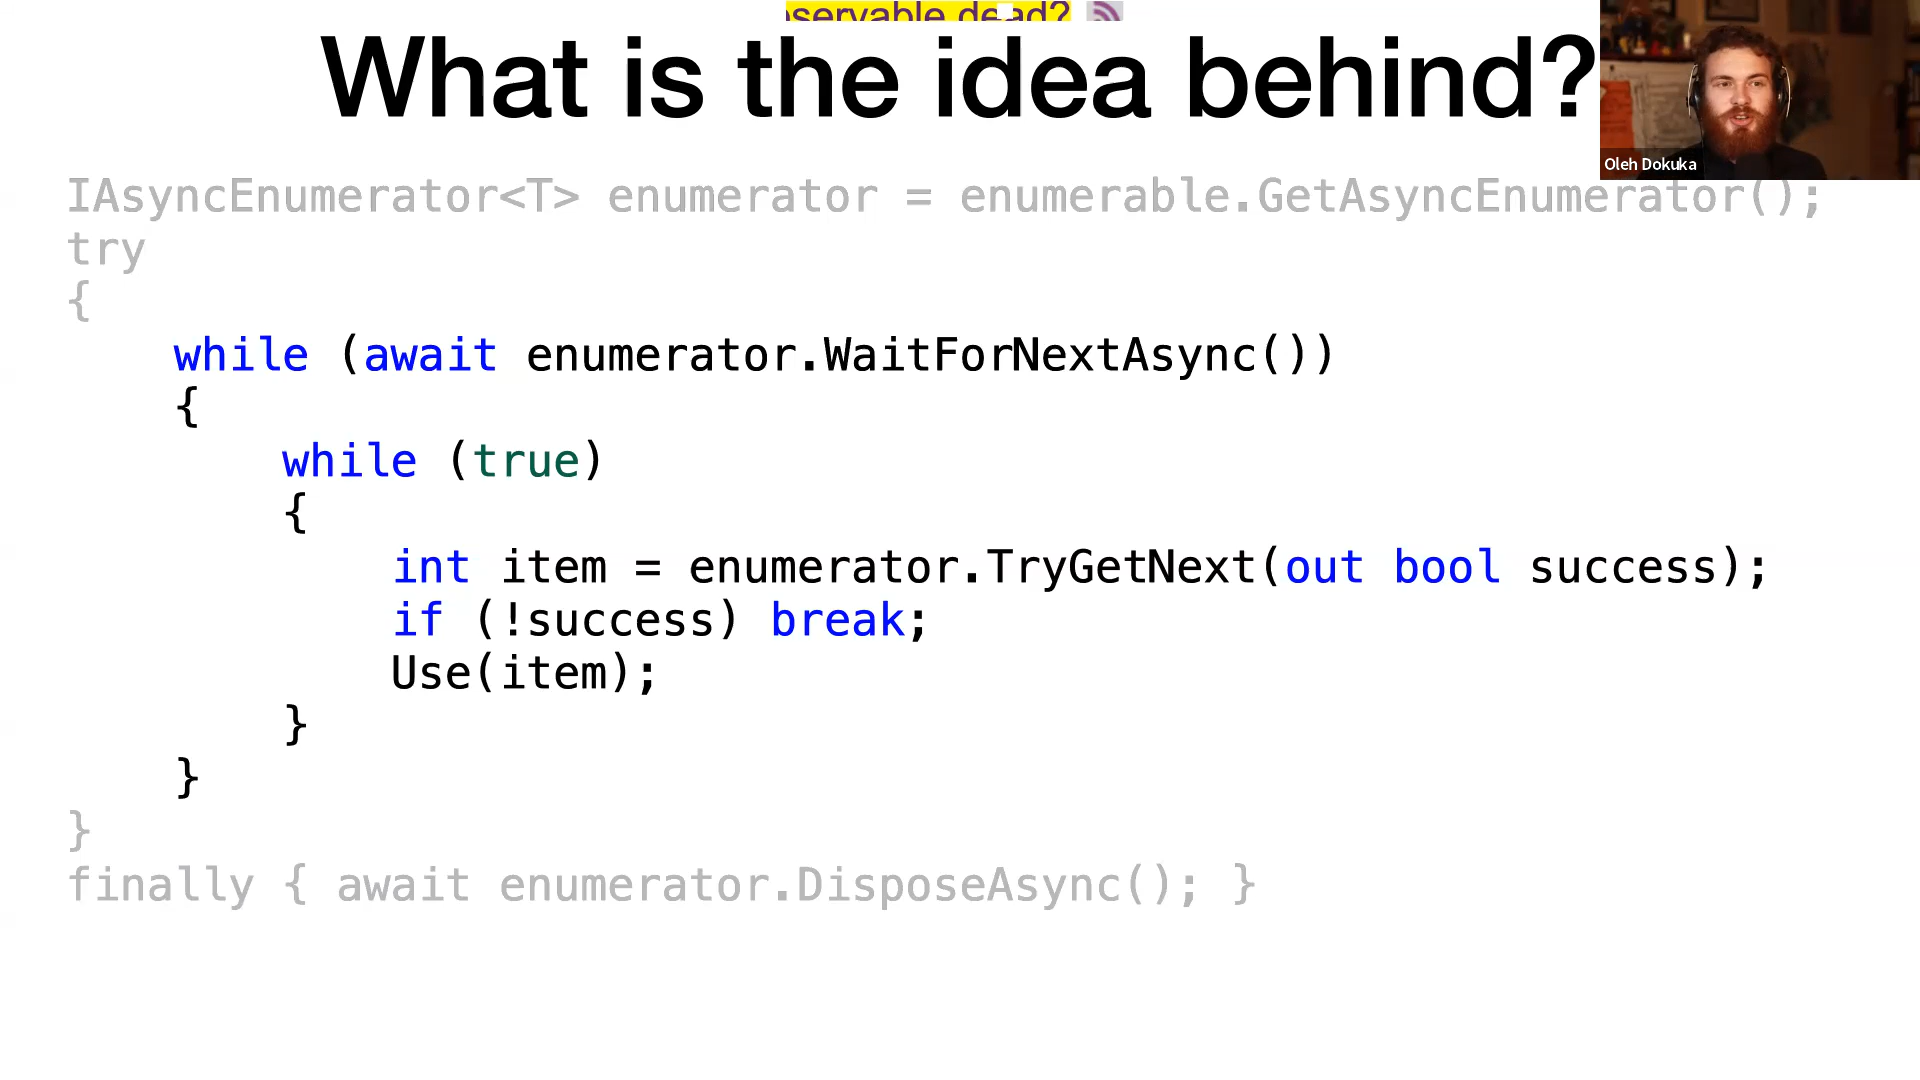 dead?
What is the idea behind?
Oleh Dokuka
IAsyncEnumerator<T> enumerator = enumerable.GetAsyncEnumerator();
try
{
while (await enumerator.WaitForNextAsync())
{
while (true)
{
int item = enumerator.TryGetNext(out bool success);
if (!success) break;
Use(item);
}
}
}
finally { await enumerator.DisposeAsync(); }